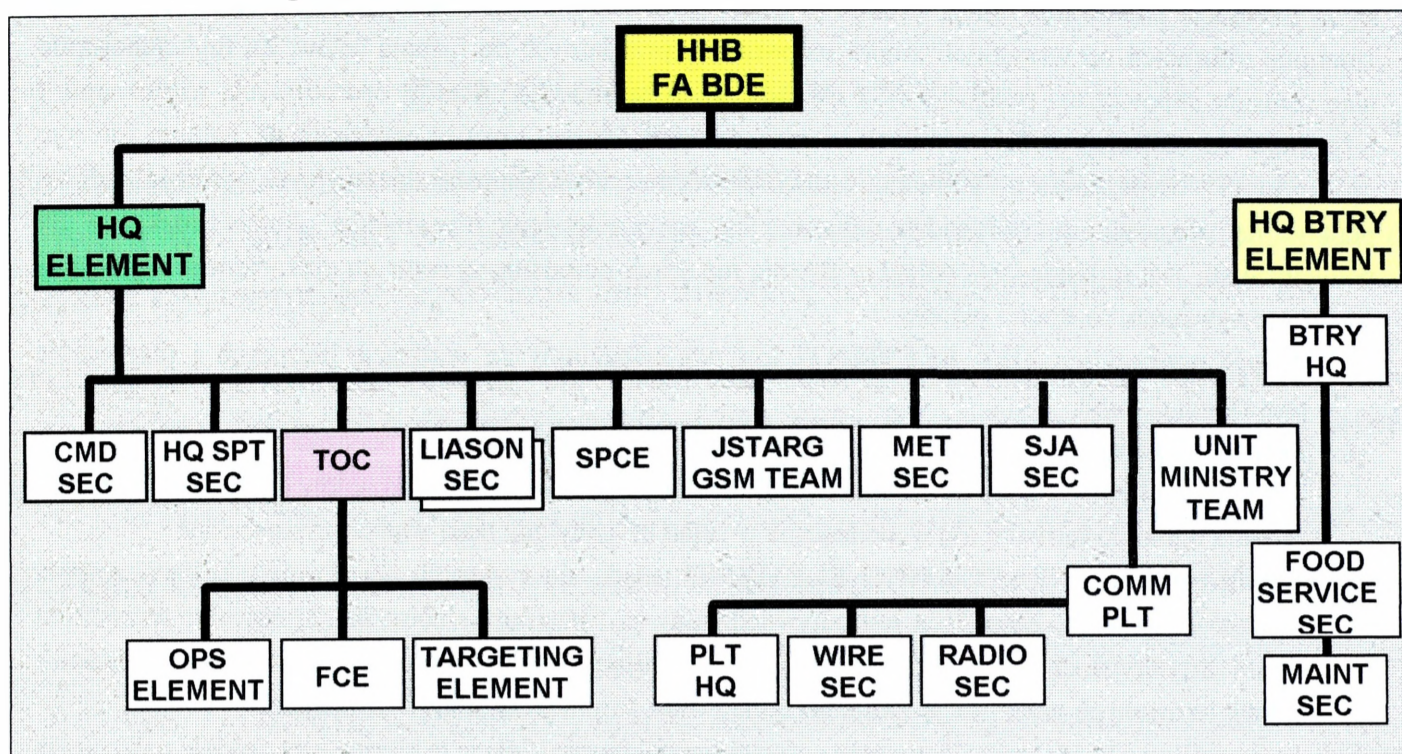 HHB
FA BDE
HQ
ELEMENT
HQ BTRY
ELEMENT
BTRY
HQ
CMD
SEC
HQ SPT
SEC
TOC
LIASON
SEC
SPCE
JSTARG
GSM TEAM
MET
SEC
SJA
SEC
UNIT
MINISTRY
TEAM
OPS
ELEMENT
FCE
TARGETING
ELEMENT
COMM
PLT
PLT
HQ
WIRE
SEC
RADIO
SEC
FOOD
SERVICE
SEC
MAINT
SEC